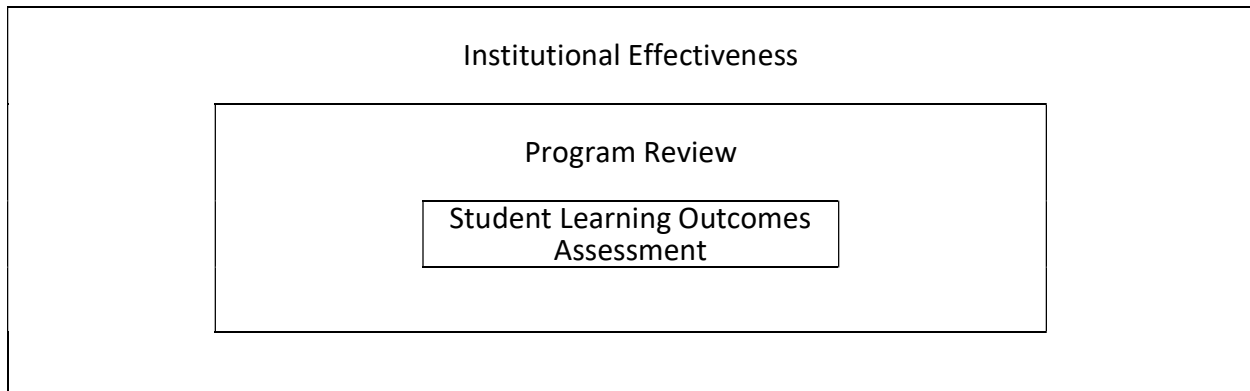 Institutional Effectiveness
Program Review
Student Learning Outcomes
Assessment